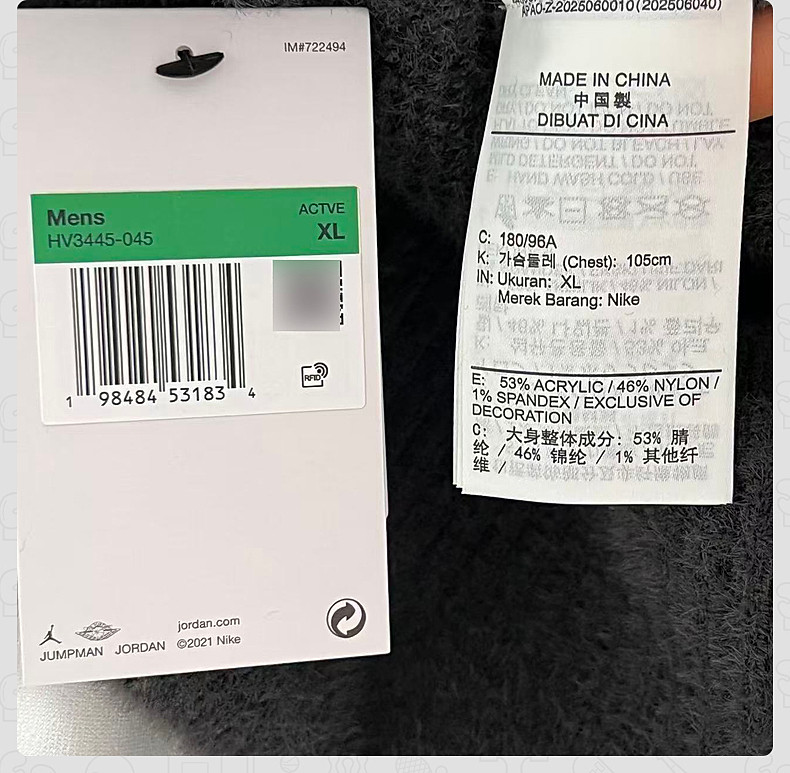 IM#722494
Mens
HV3445-045
ACTVE
XL
1 98484 53183 4
RFID
JUMPMAN
JORDAN
jordan.com
©2021 Nike
APAO-Z-2025060010(202506040)
MADE IN CHINA
中国製
DIBUAT DI CINA
C: 180/96A
K: 가슴둘레 (Chest): 105cm
IN: Ukuran: XL
Merek Barang: Nike
E: 53% ACRYLIC / 46% NYLON /
1% SPANDEX / EXCLUSIVE OF
DECORATION
C: 大身整体成分: 53% 腈
纶 / 46% 锦纶 / 1% 其他纤
维 /